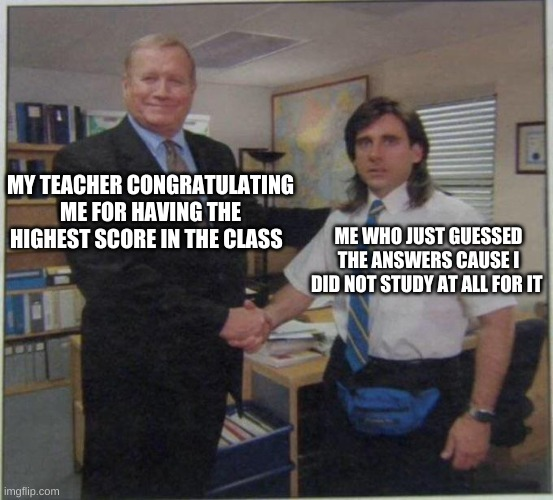 MY TEACHER CONGRATULATING
ME FOR HAVING THE
HIGHEST SCORE IN THE CLASS
ME WHO JUST GUESSED
THE ANSWERS CAUSE I
DID NOT STUDY AT ALL FOR IT
imgflip.com